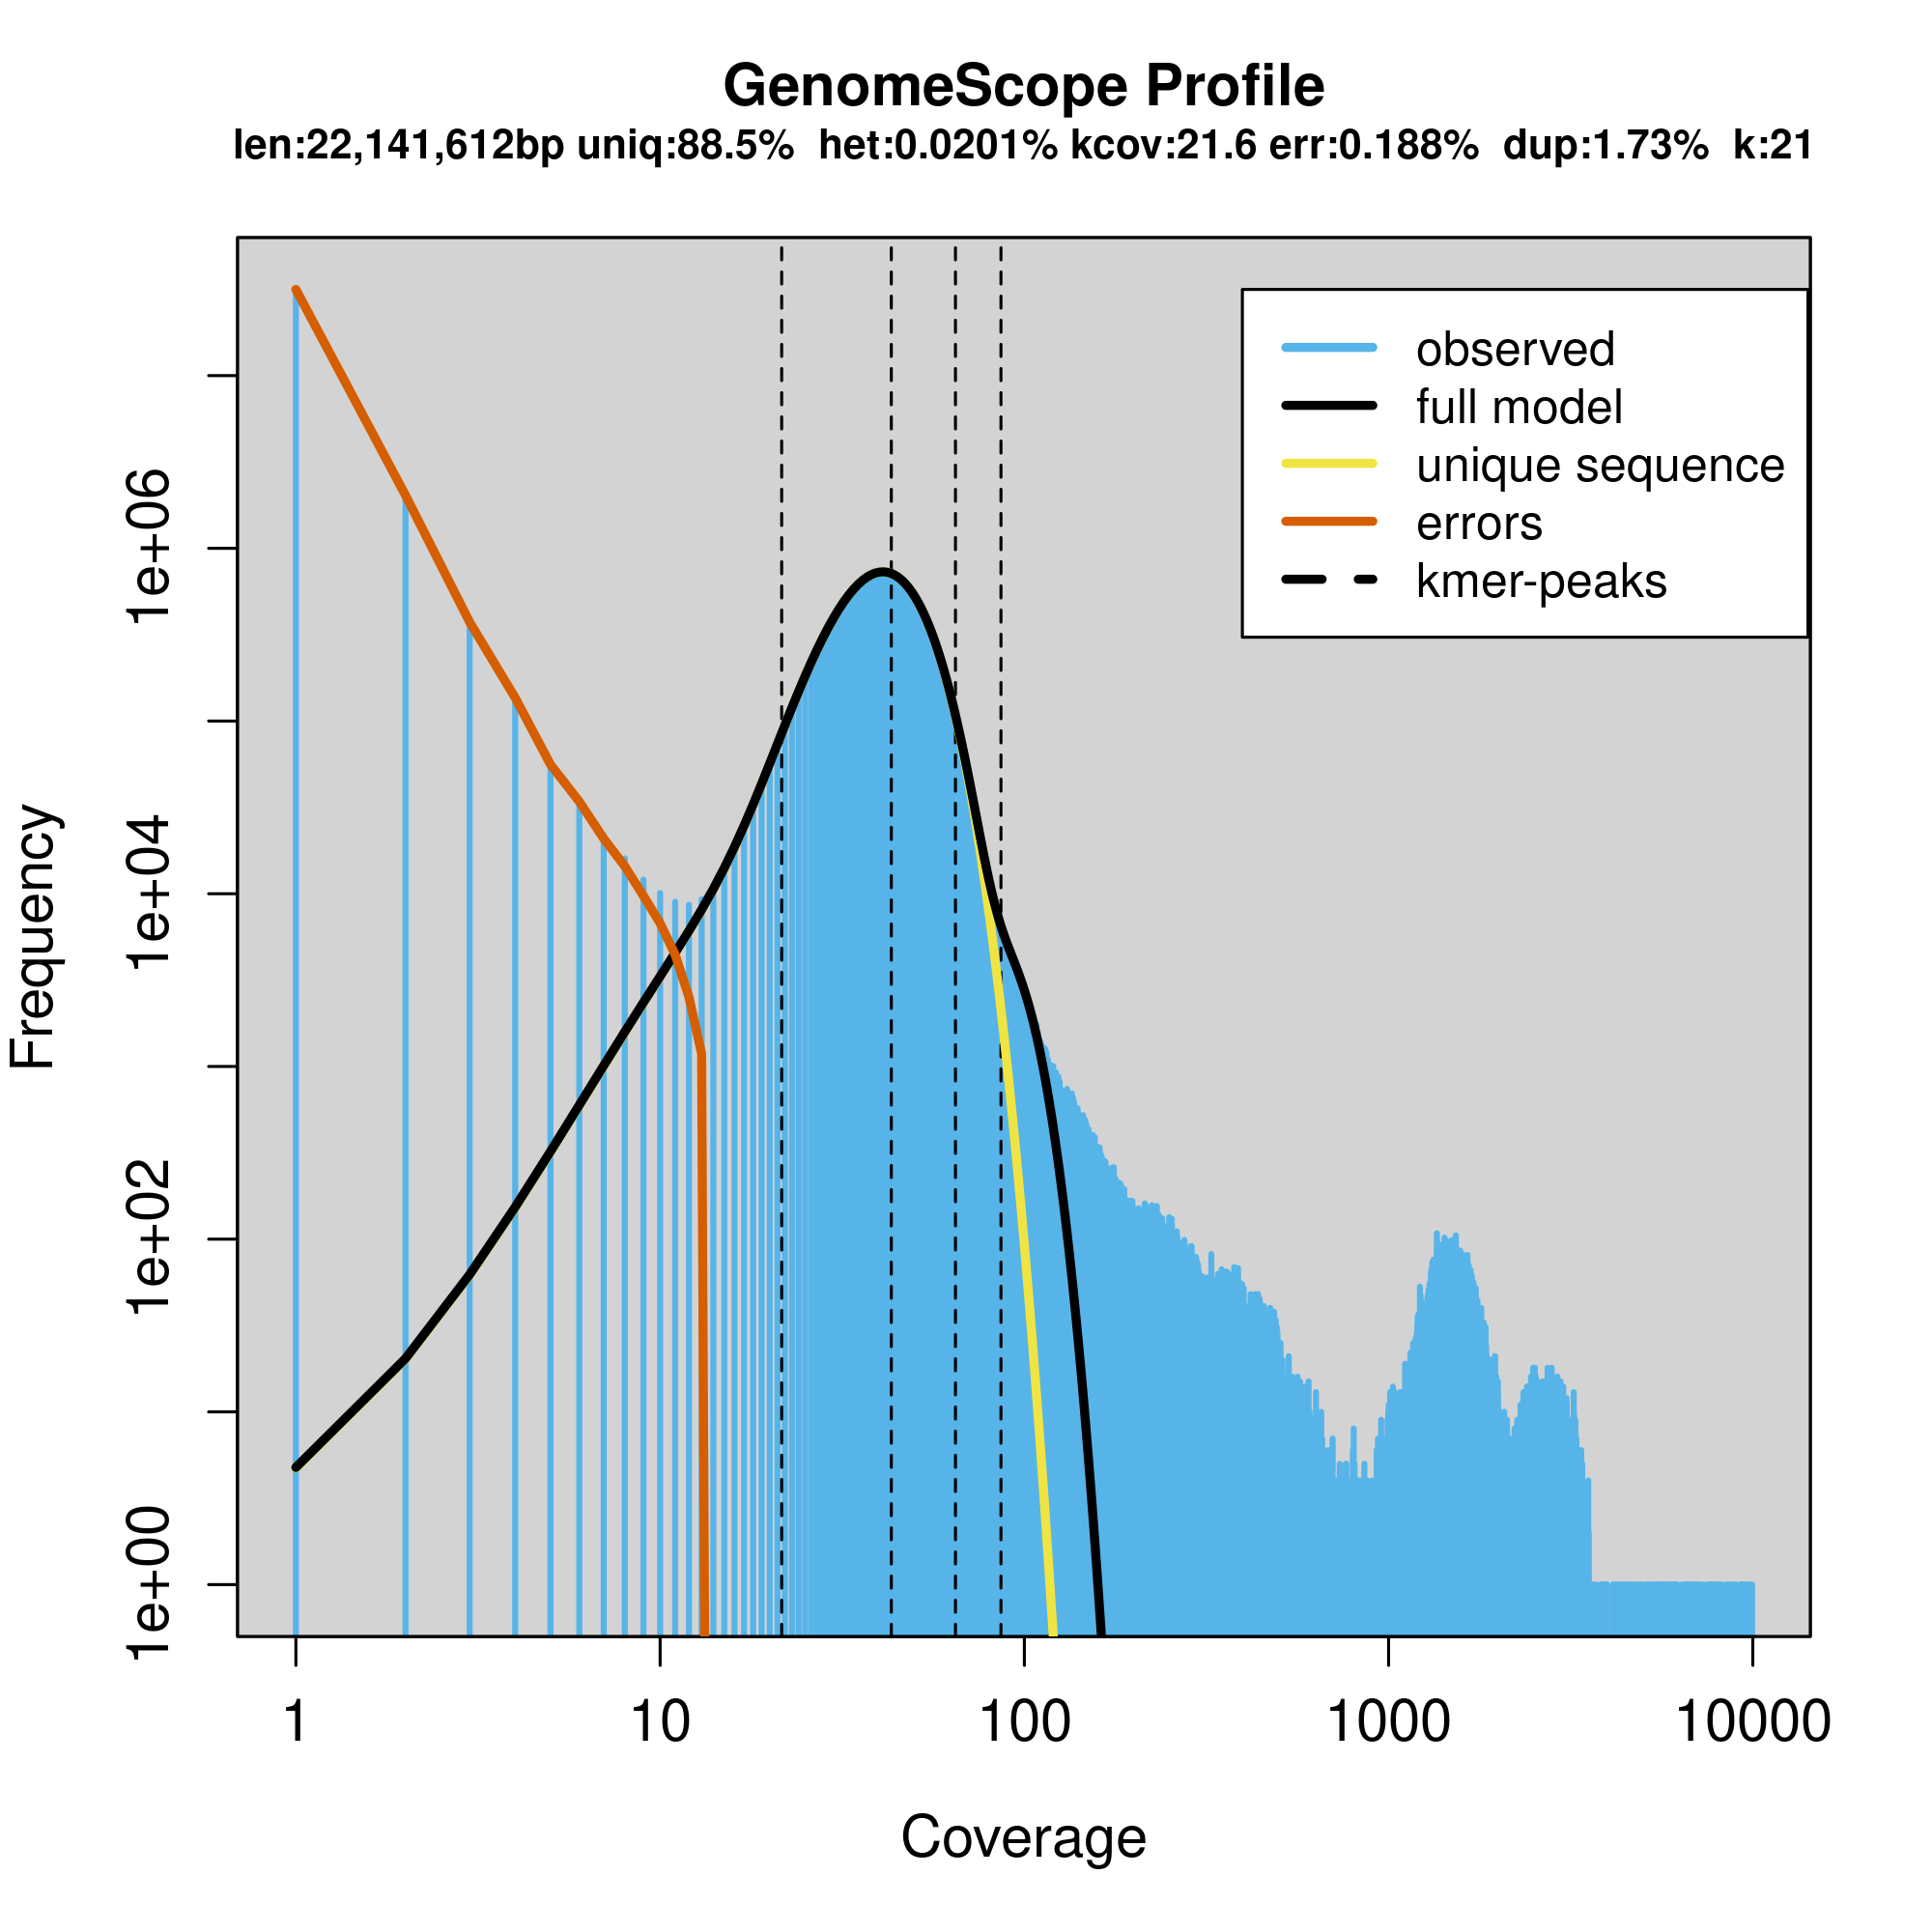 GenomeScope Profile
len:22,141,612bp uniq:88.5% het:0.0201% kcov:21.6 err:0.188% dup:1.73% k:21
observed
full model
unique sequence
errors
kmer-peaks
Frequency
1e+06
1e+04
1e+02
1e+00
1 10 100 1000 10000
Coverage